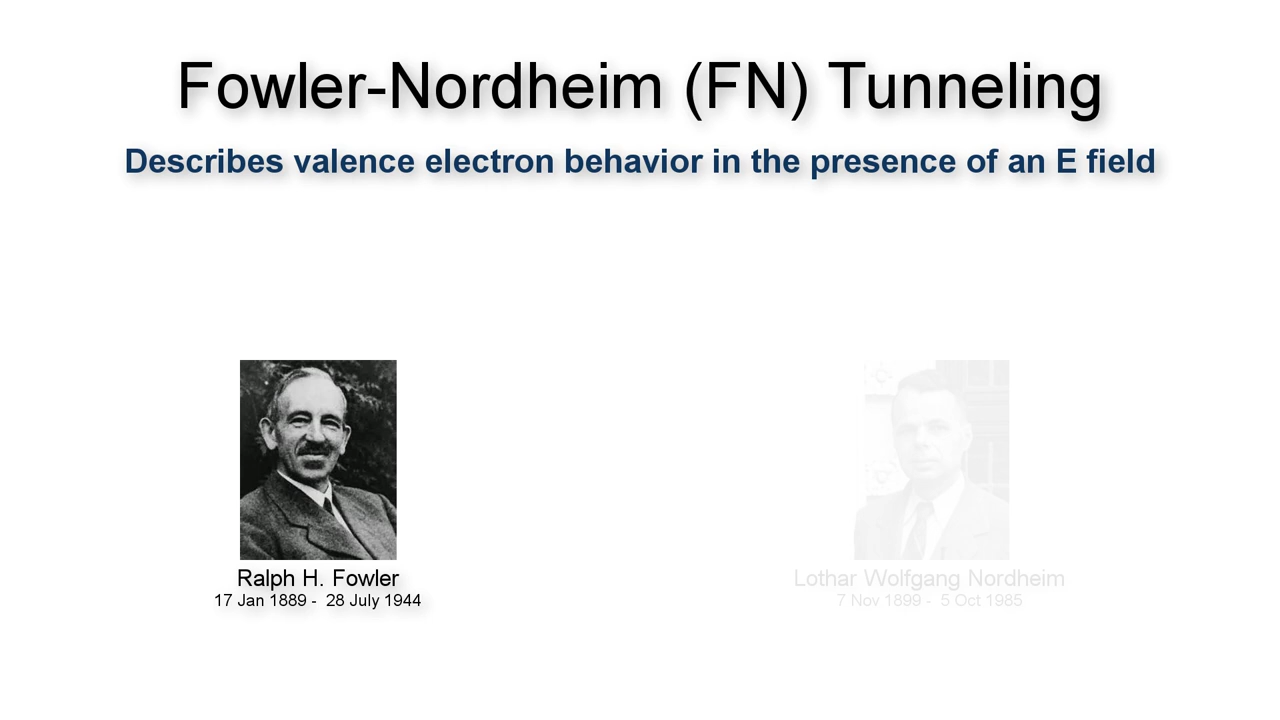 Fowler-Nordheim (FN) Tunneling
Describes valence electron behavior in the presence of an E field
Ralph H. Fowler
17 Jan 1889 - 28 July 1944
Lothar Wolfgang Nordheim
7 Nov 1899 - 5 Oct 1985